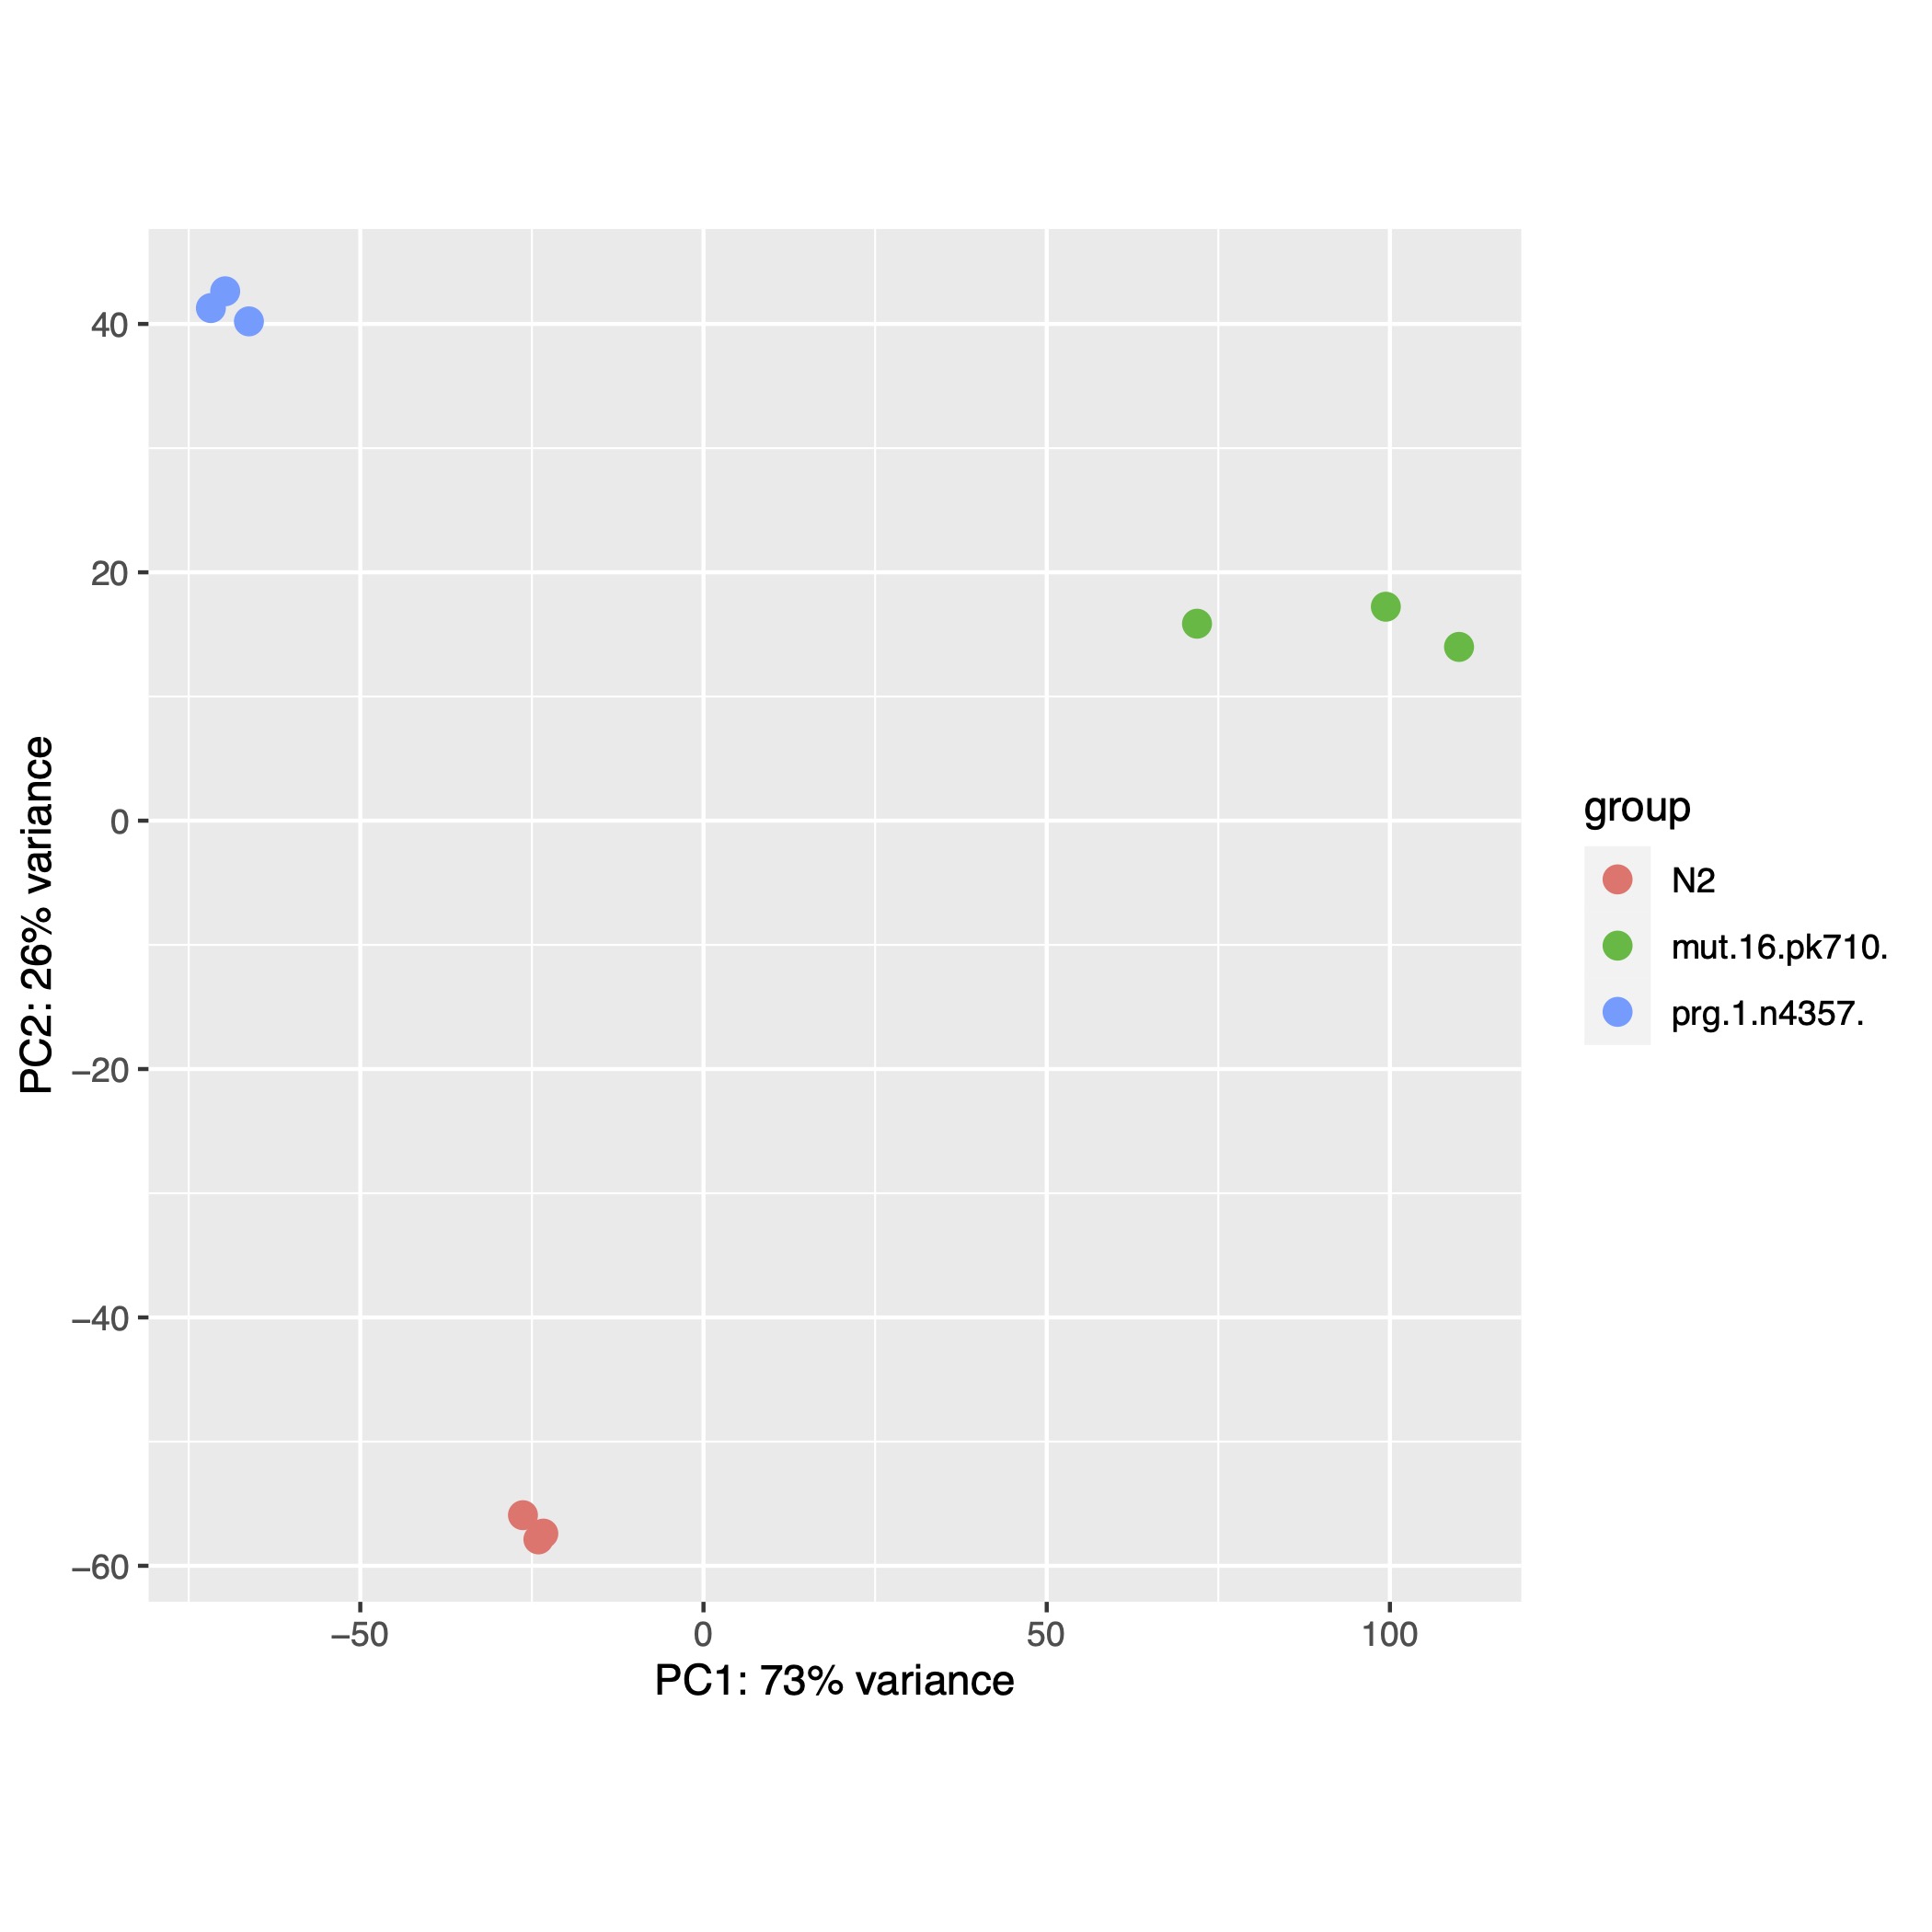 40
20
0
−20
−40
−60
PC2: 26% variance
−50 0 50 100
PC1: 73% variance
group
N2
mut.16.pk710.
prg.1.n4357.